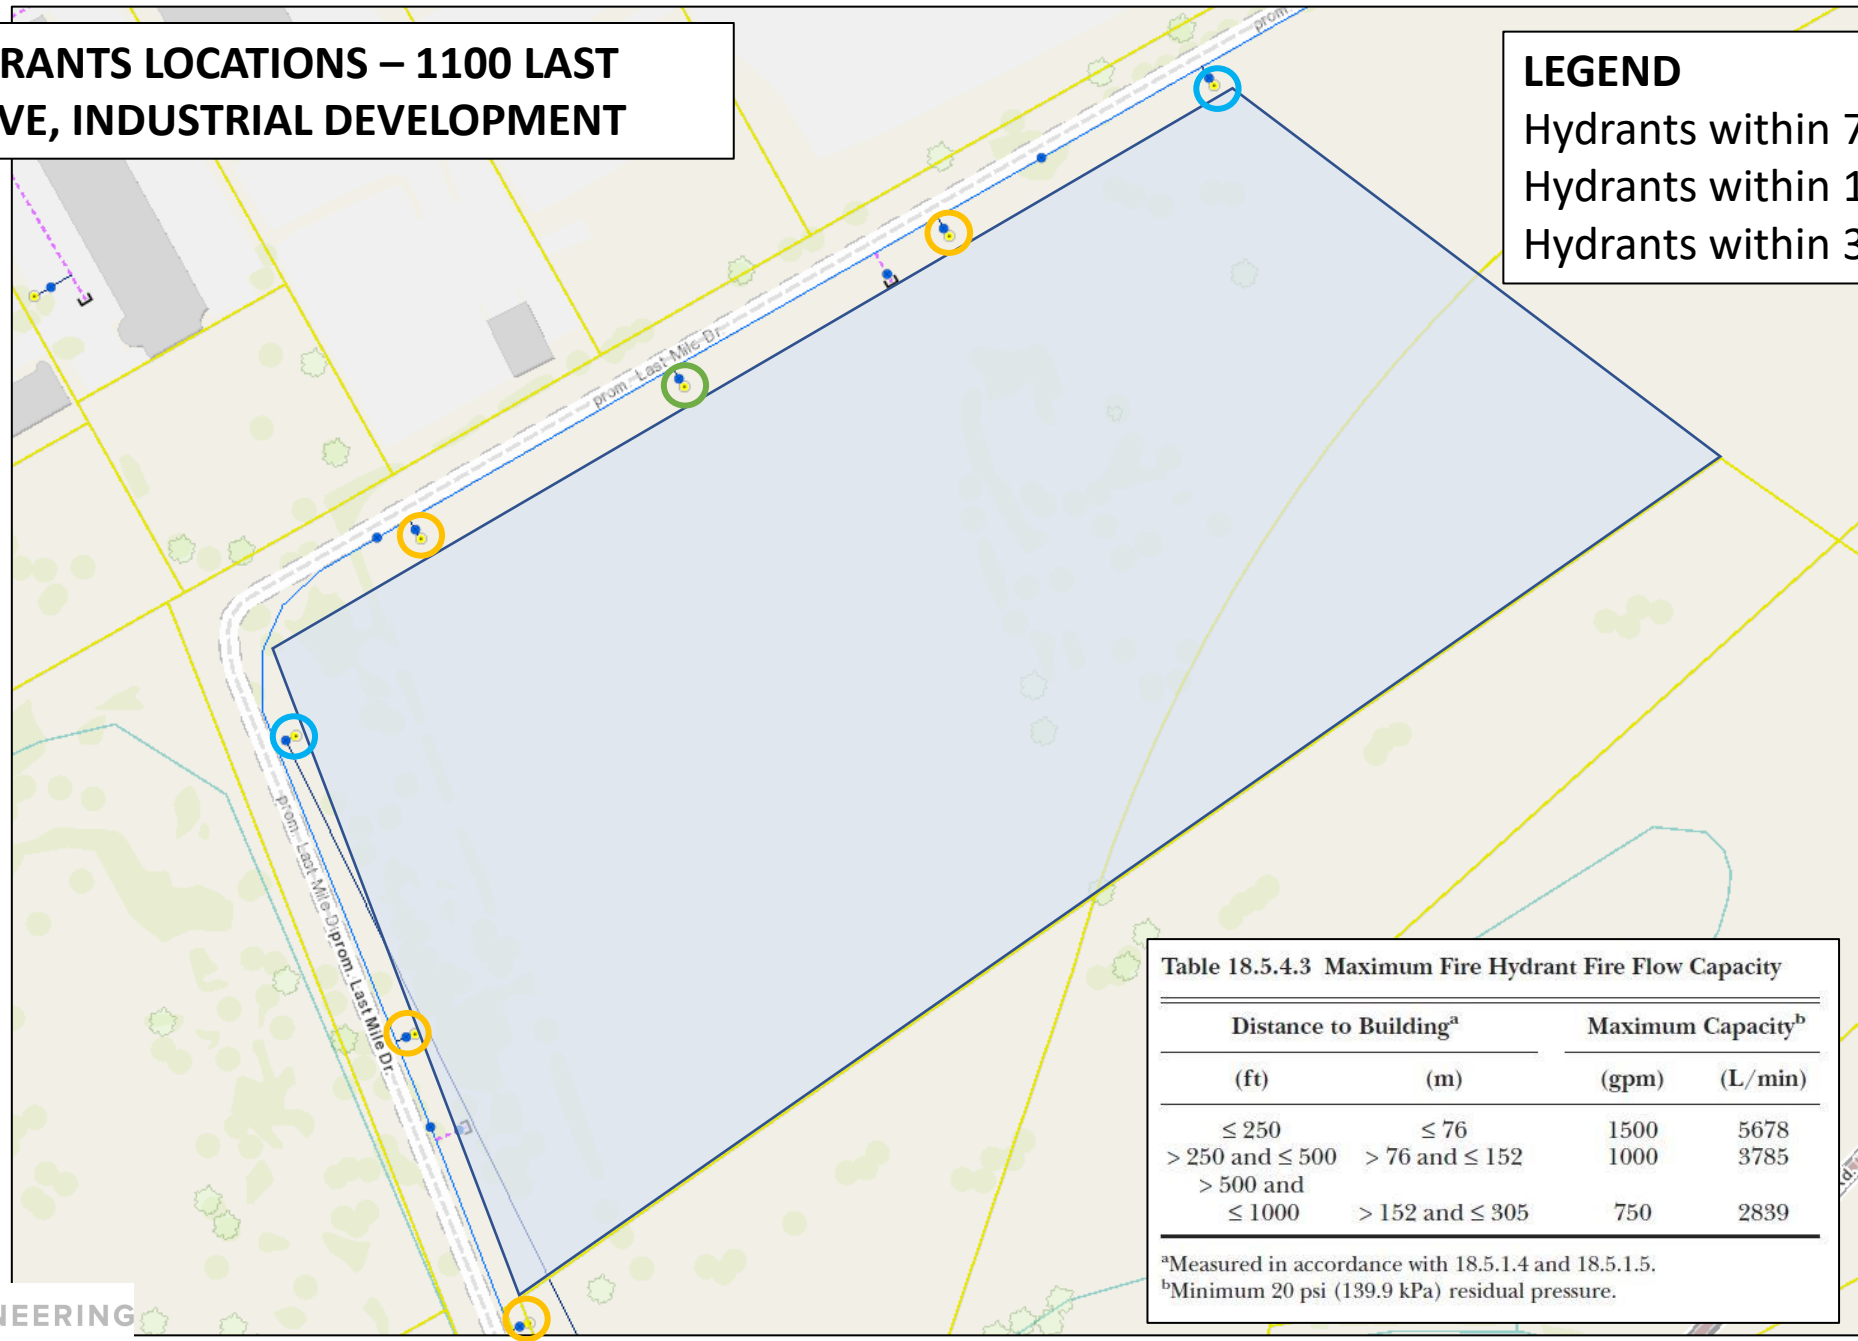 RANTS LOCATIONS – 1100 LAST
VE, INDUSTRIAL DEVELOPMENT
prom.
LEGEND
Hydrants within 7
Hydrants within 1
Hydrants within 3
prom. Last Mile Dr.
prom. Last Mile D
prom. Last Mile Dr.
Table 18.5.4.3 Maximum Fire Hydrant Fire Flow Capacity
Distance to Buildingᵃ Maximum Capacityᵇ
(ft) (m) (gpm) (L/min)
≤ 250 ≤ 76 1500 5678
> 250 and ≤ 500 > 76 and ≤ 152 1000 3785
> 500 and
≤ 1000 > 152 and ≤ 305 750 2839
ᵃMeasured in accordance with 18.5.1.4 and 18.5.1.5.
ᵇMinimum 20 psi (139.9 kPa) residual pressure.
Rd.
NEERING